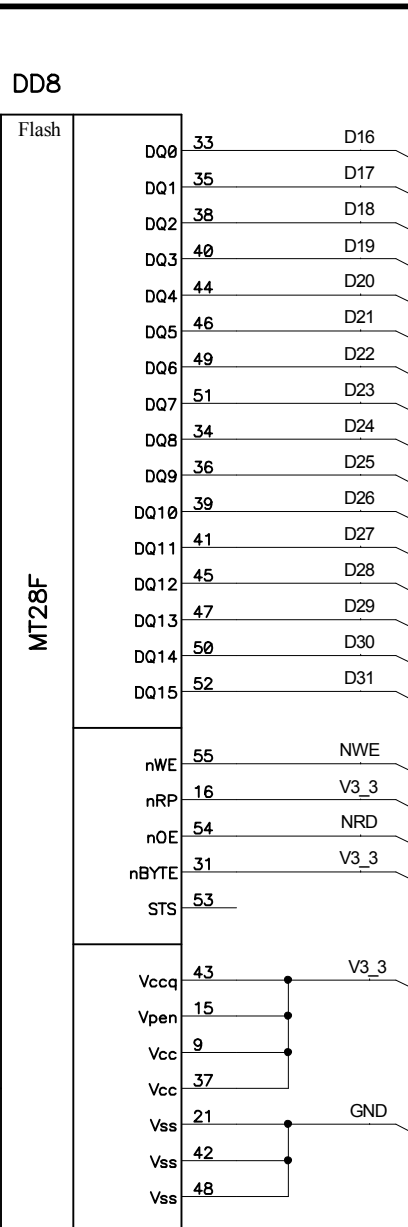 DD8
Flash
DQ0 33 D16
DQ1 35 D17
DQ2 38 D18
DQ3 40 D19
DQ4 44 D20
DQ5 46 D21
DQ6 49 D22
DQ7 51 D23
DQ8 34 D24
DQ9 36 D25
DQ10 39 D26
DQ11 41 D27
DQ12 45 D28
DQ13 47 D29
DQ14 50 D30
DQ15 52 D31
MT28F
nWE 55 NWE
nRP 16 V3_3
nOE 54 NRD
nBYTE 31 V3_3
STS 53
Vccq 43 V3_3
Vpen 15
Vcc 9
Vcc 37
Vss 21 GND
Vss 42
Vss 48